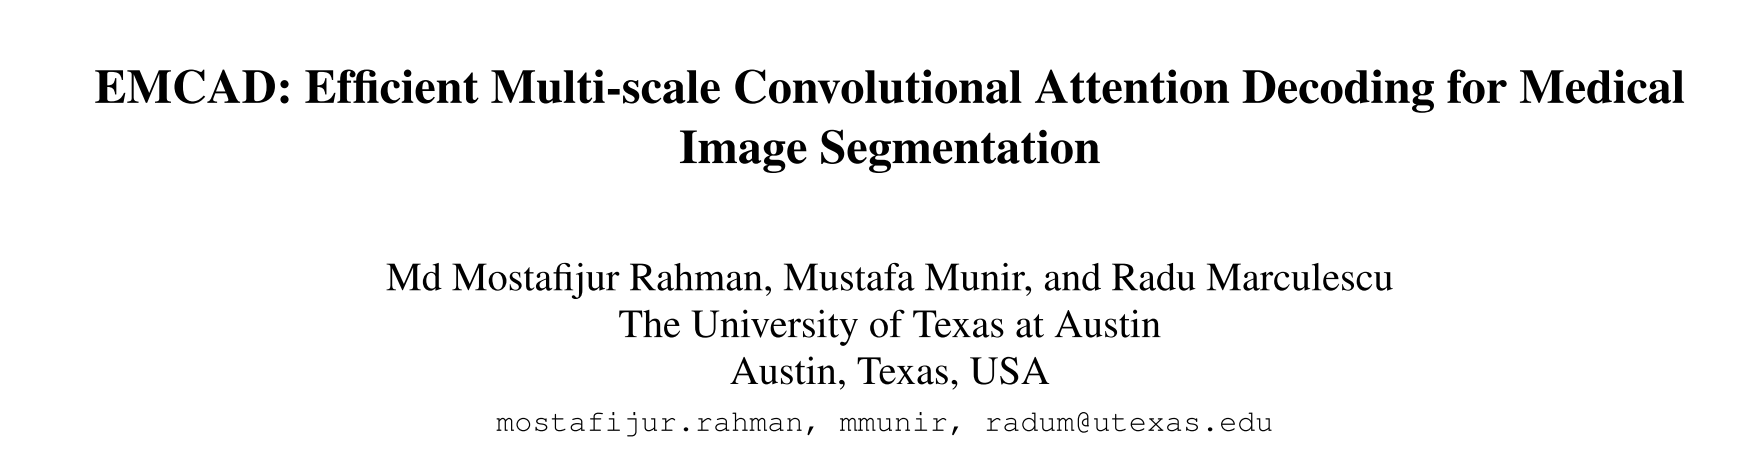 EMCAD: Efficient Multi-scale Convolutional Attention Decoding for Medical
Image Segmentation
Md Mostafijur Rahman, Mustafa Munir, and Radu Marculescu
The University of Texas at Austin
Austin, Texas, USA
mostafijur.rahman, mmunir, radum@utexas.edu